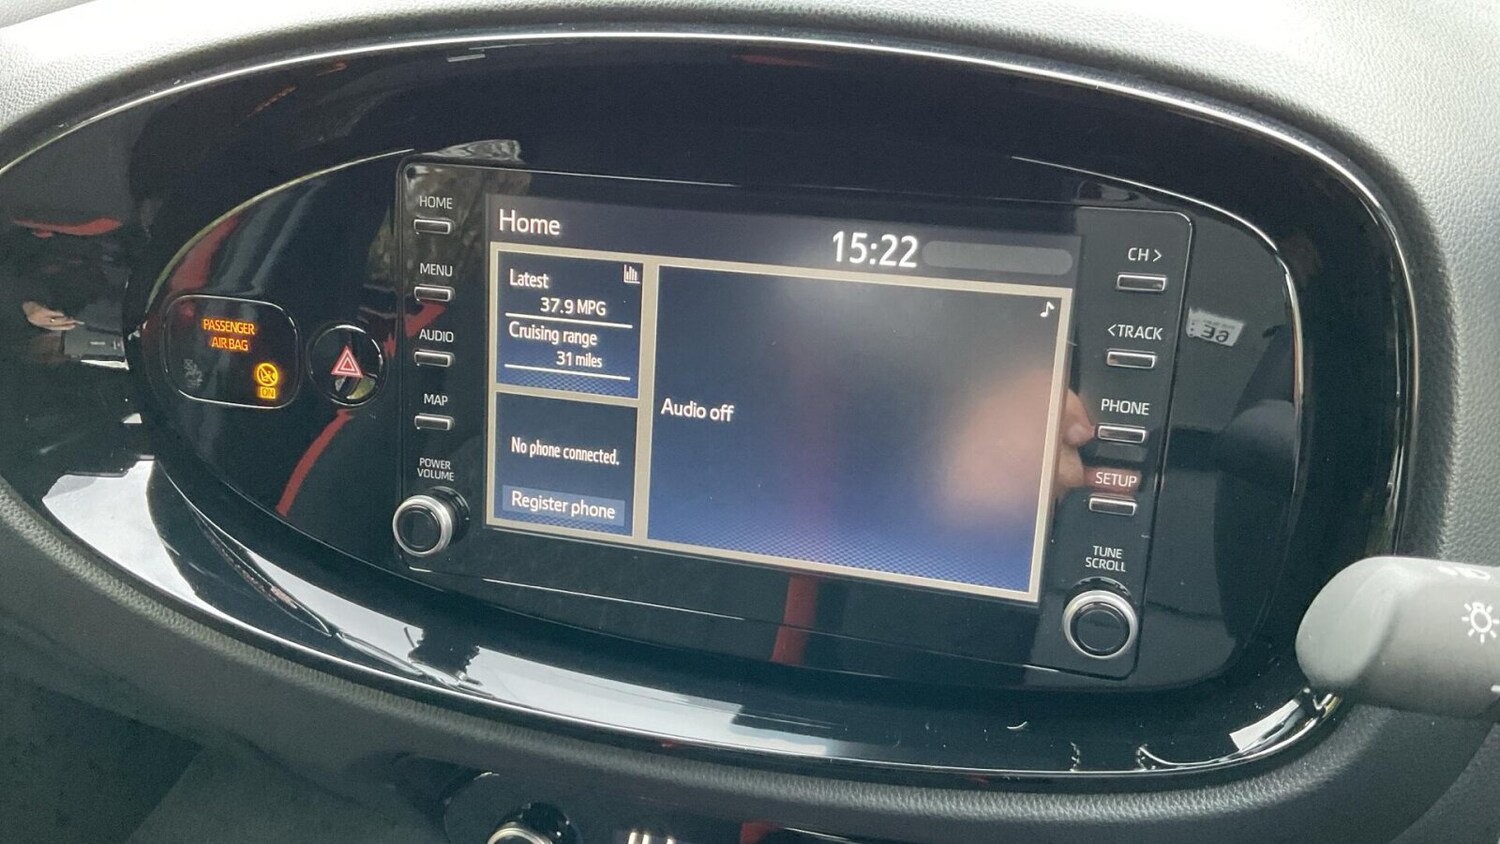 HOME
MENU
AUDIO
MAP
POWER
VOLUME
PASSENGER
AIR BAG
ON
Home
15:22
Latest
37.9 MPG
Cruising range
31 miles
No phone connected.
Register phone
Audio off
CH >
<TRACK
PHONE
SETUP
TUNE
SCROLL